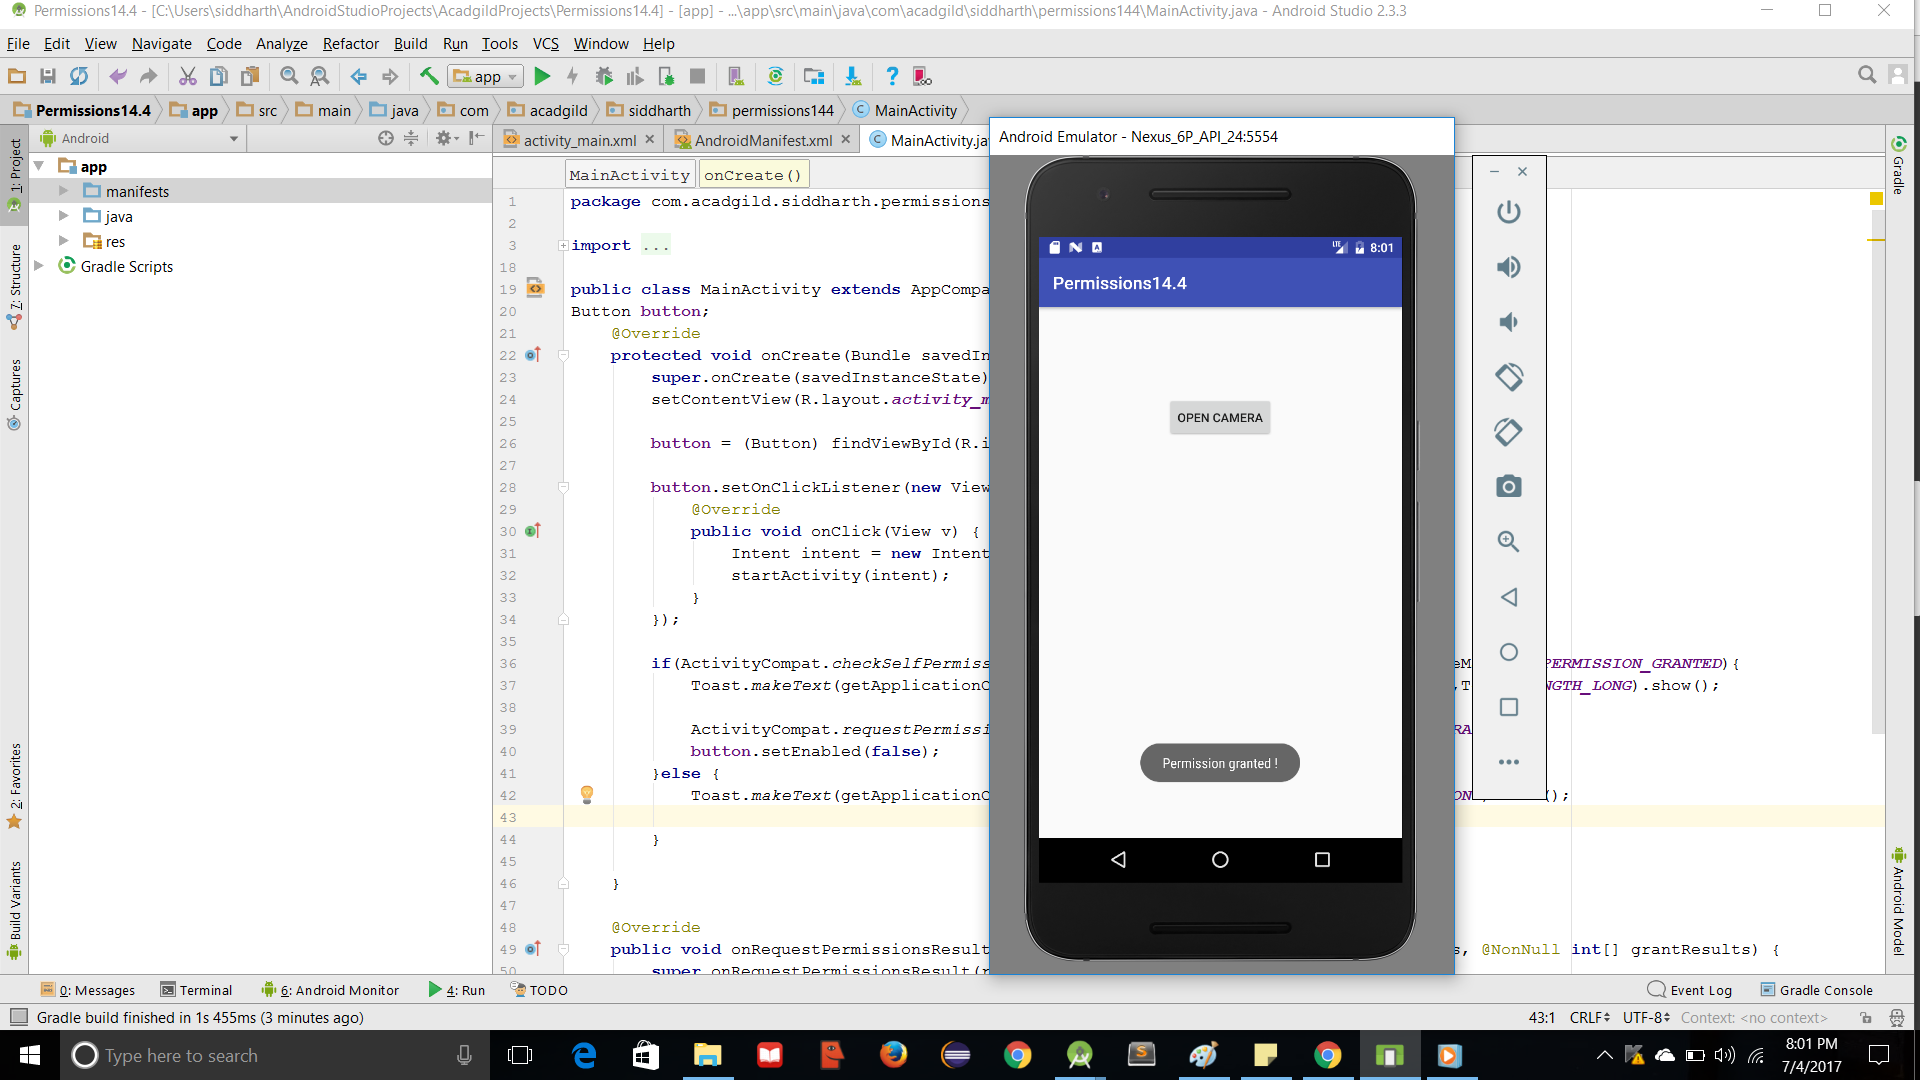 Permissions14.4 - [C:\Users\siddharth\AndroidStudioProjects\AcadgildProjects\Permissions14.4] - [app] - ...\app\src\main\java\com\acadgild\siddharth\permissions144\MainActivity.java - Android Studio 2.3.3
File Edit View Navigate Code Analyze Refactor Build Run Tools VCS Window Help
app
Permissions14.4 app src main java com acadgild siddharth permissions144 MainActivity
Android
activity_main.xml AndroidManifest.xml MainActivity.ja
Android Emulator - Nexus_6P_API_24:5554
1: Project
7: Structure
Captures
2: Favorites
Build Variants
app
manifests
java
res
Gradle Scripts
MainActivity onCreate()
1 package com.acadgild.siddharth.permissions
2
3 import ...
18
19 public class MainActivity extends AppCompa
20 Button button;
21 @Override
22 protected void onCreate(Bundle savedIn
23 super.onCreate(savedInstanceState)
24 setContentView(R.layout.activity_m
25
26 button = (Button) findViewById(R.i
27
28 button.setOnClickListener(new View
29 @Override
30 public void onClick(View v) {
31 Intent intent = new Intent
32 startActivity(intent);
33 }
34 });
35
36 if(ActivityCompat.checkSelfPermiss PERMISSION_GRANTED){
37 Toast.makeText(getApplicationC NGTH_LONG).show();
38
39 ActivityCompat.requestPermissi RA
40 button.setEnabled(false);
41 }else {
42 Toast.makeText(getApplicationC ();
43
44 }
45
46 }
47
48 @Override
49 public void onRequestPermissionsResult s, @NonNull int[] grantResults) {
50 super.onRequestPermissionsResult(r
LTE 8:01
Permissions14.4
OPEN CAMERA
Permission granted !
Gradle
Android Model
0: Messages Terminal 6: Android Monitor 4: Run TODO Event Log Gradle Console
Gradle build finished in 1s 455ms (3 minutes ago) 43:1 CRLF UTF-8 Context: <no context>
Type here to search
8:01 PM
7/4/2017